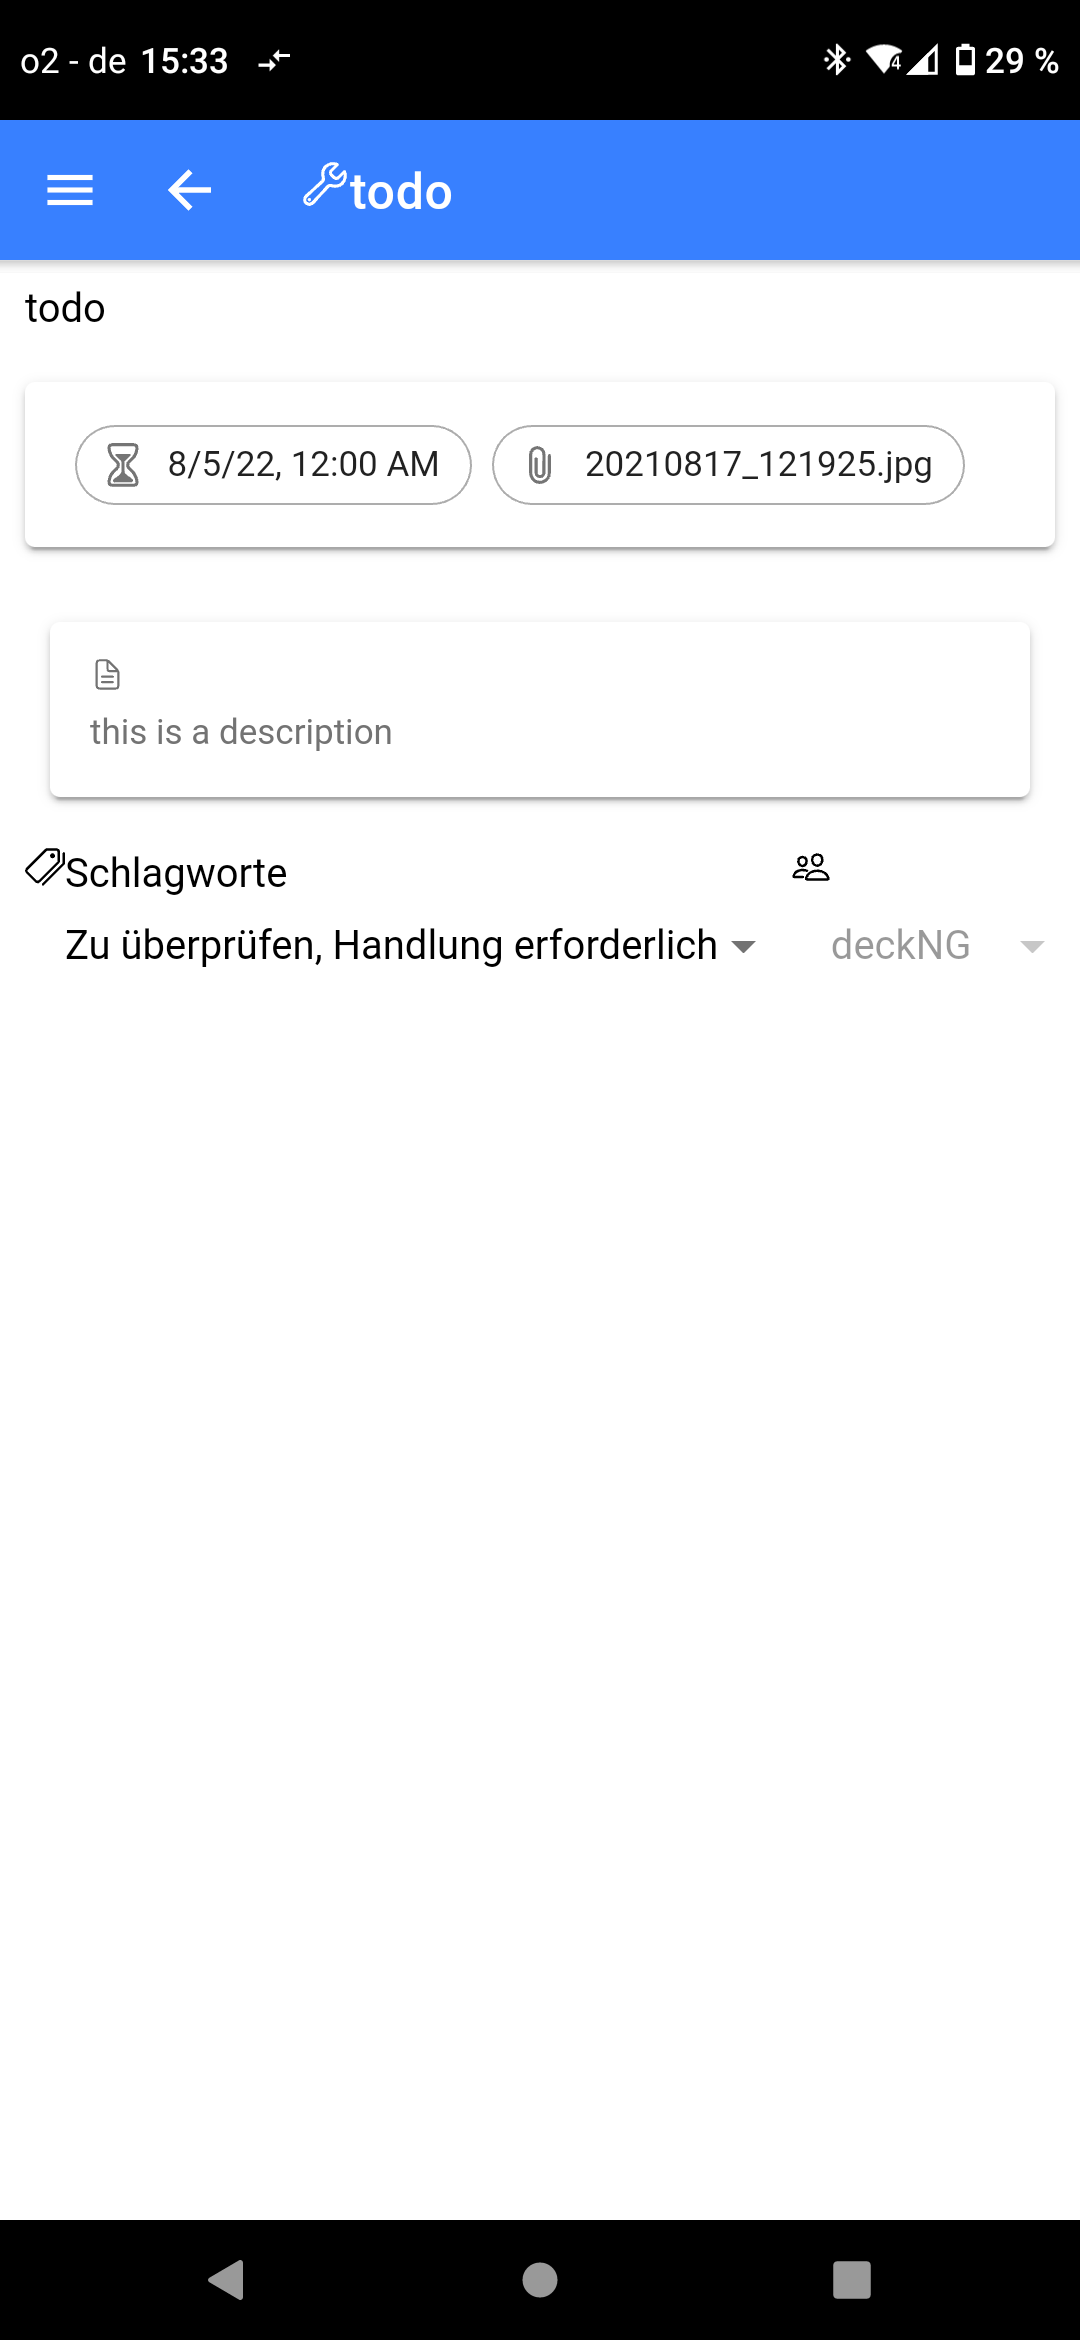 o2 - de 15:33 4 29 %
todo
todo
8/5/22, 12:00 AM 20210817_121925.jpg
this is a description
Schlagworte
Zu überprüfen, Handlung erforderlich deckNG